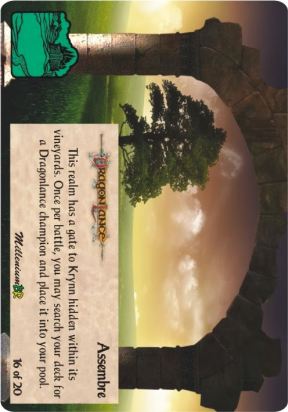 Assembre
DRAGONLANCE
This realm has a gate to Krynn hidden within its
vineyards. Once per battle, you may search your deck for
a Dragonlance champion and place it into your pool.
Millenium
16 of 20